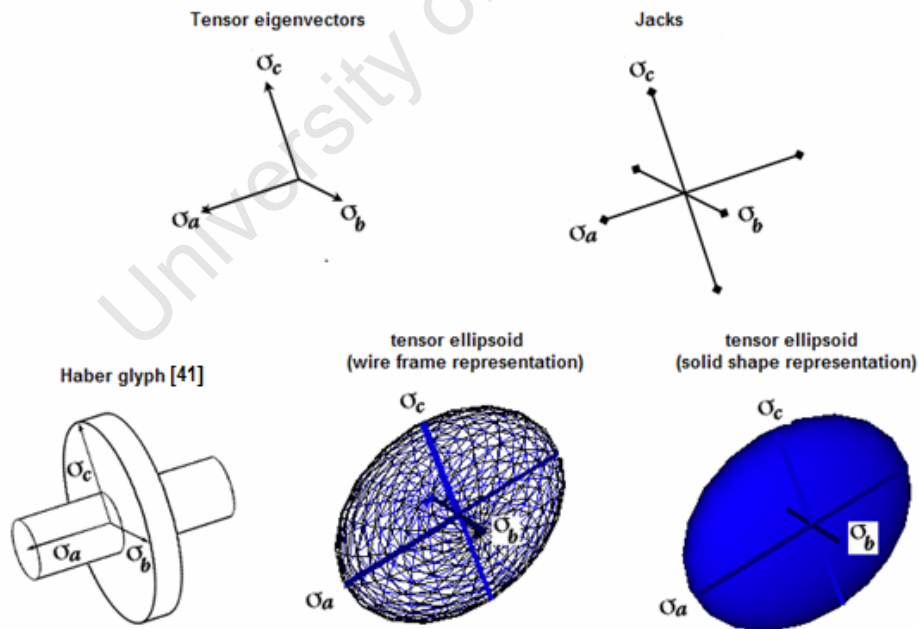 University of
Tensor eigenvectors
Jacks
σc
σa
σb
σc
σa
σb
Haber glyph [41]
tensor ellipsoid
(wire frame representation)
tensor ellipsoid
(solid shape representation)
σc
σa
σb
σc
σa
σb
σc
σa
σb